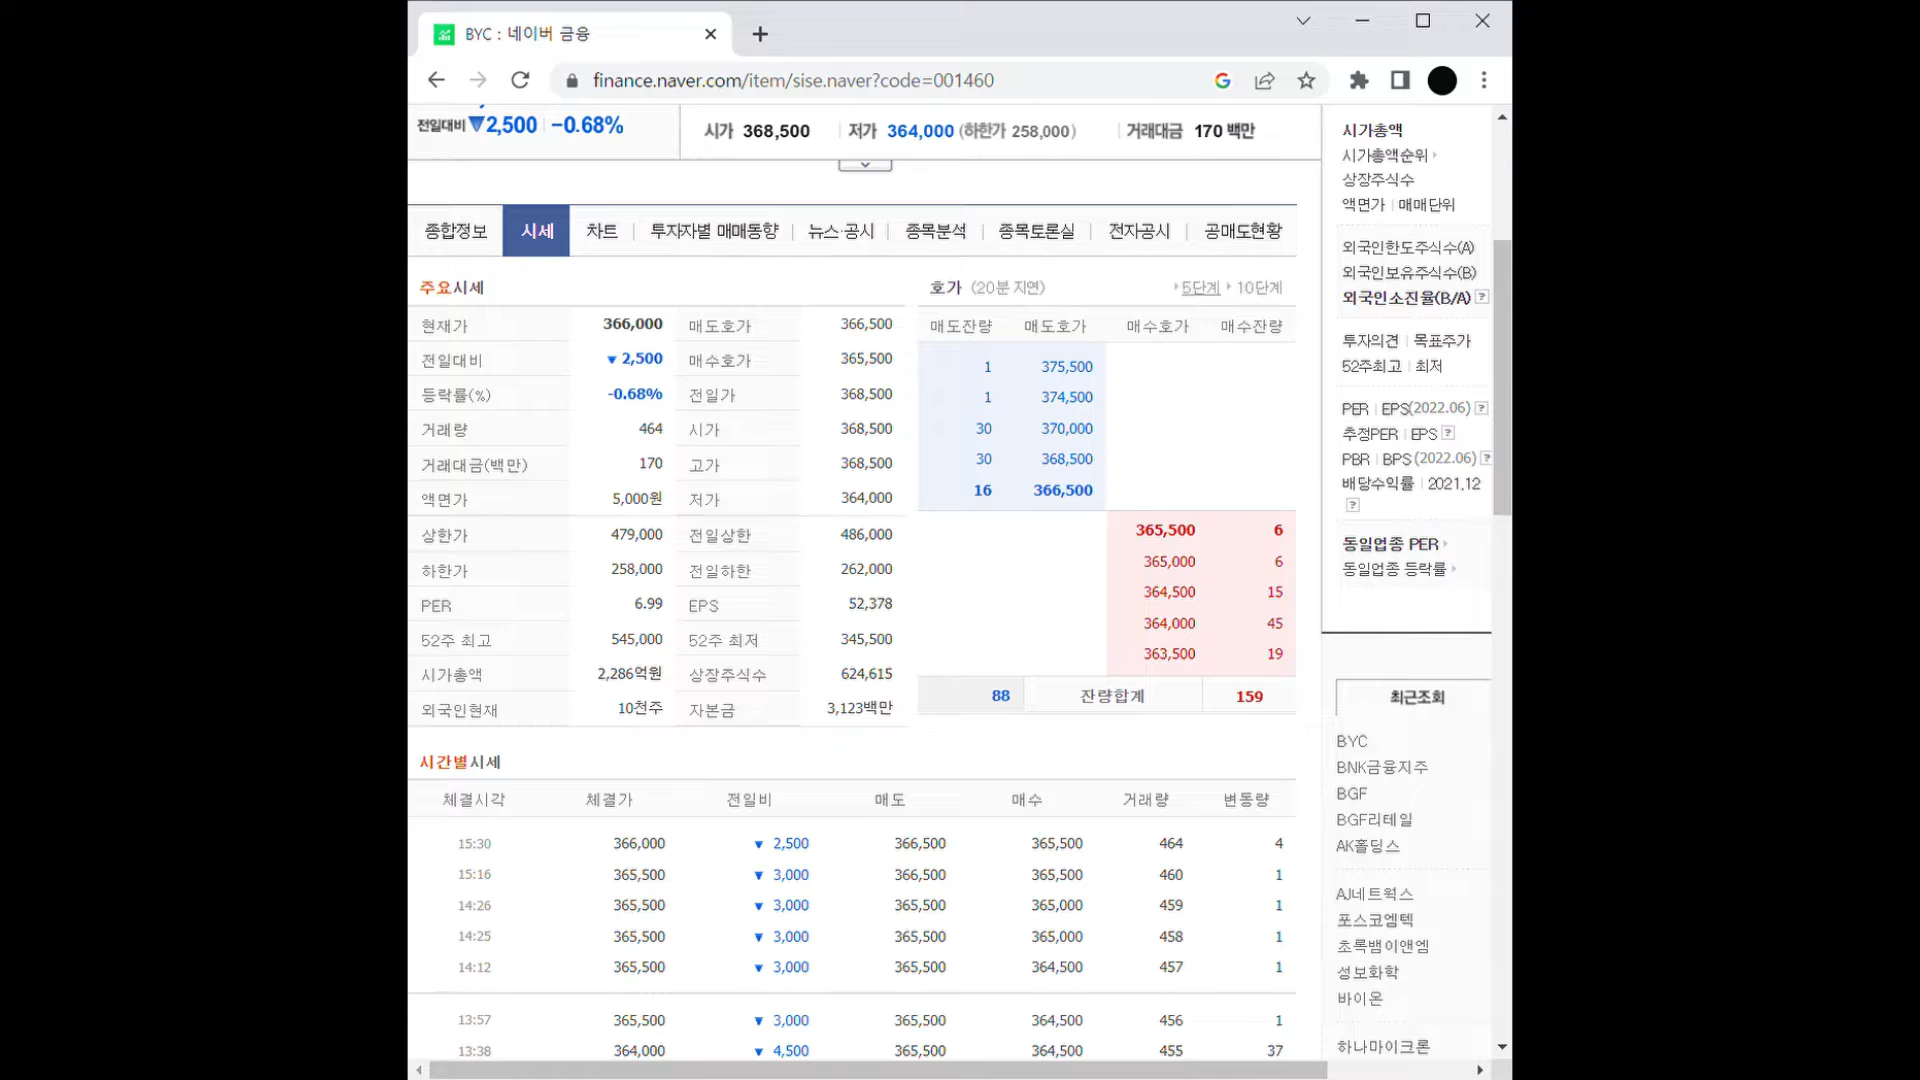 BYC : 네이버 금융
finance.naver.com/item/sise.naver?code=001460
전일대비 ▼2,500 −0.68%
시가 368,500 저가 364,000 (하한가 258,000) 거래대금 170 백만
종합정보 시세 차트 투자자별 매매동향 뉴스·공시 종목분석 종목토론실 전자공시 공매도현황
주요시세
현재가 366,000 매도호가 366,500
전일대비 ▼ 2,500 매수호가 365,500
등락률(%) -0.68% 전일가 368,500
거래량 464 시가 368,500
거래대금(백만) 170 고가 368,500
액면가 5,000원 저가 364,000
상한가 479,000 전일상한 486,000
하한가 258,000 전일하한 262,000
PER 6.99 EPS 52,378
52주 최고 545,000 52주 최저 345,500
시가총액 2,286억원 상장주식수 624,615
외국인현재 10천주 자본금 3,123백만
호가 (20분 지연) 5단계 10단계
매도잔량 매도호가 매수호가 매수잔량
1 375,500
1 374,500
30 370,000
30 368,500
16 366,500
365,500 6
365,000 6
364,500 15
364,000 45
363,500 19
88 잔량합계 159
시간별시세
체결시각 체결가 전일비 매도 매수 거래량 변동량
15:30 366,000 ▼ 2,500 366,500 365,500 464 4
15:16 365,500 ▼ 3,000 366,500 365,500 460 1
14:26 365,500 ▼ 3,000 365,500 365,000 459 1
14:25 365,500 ▼ 3,000 365,500 365,000 458 1
14:12 365,500 ▼ 3,000 365,500 364,500 457 1
13:57 365,500 ▼ 3,000 365,500 364,500 456 1
13:38 364,000 ▼ 4,500 365,500 364,500 455 37
시가총액
시가총액순위
상장주식수
액면가 | 매매단위
외국인한도주식수(A)
외국인보유주식수(B)
외국인소진율(B/A) ?
투자의견 | 목표주가
52주최고 | 최저
PER | EPS(2022.06) ?
추정PER | EPS ?
PBR | BPS (2022.06) ?
배당수익률 | 2021.12
?
동일업종 PER
동일업종 등락률
최근조회
BYC
BNK금융지주
BGF
BGF리테일
AK홀딩스
AJ네트웍스
포스코엠텍
초록뱀이앤엠
성보화학
바이온
하나마이크론